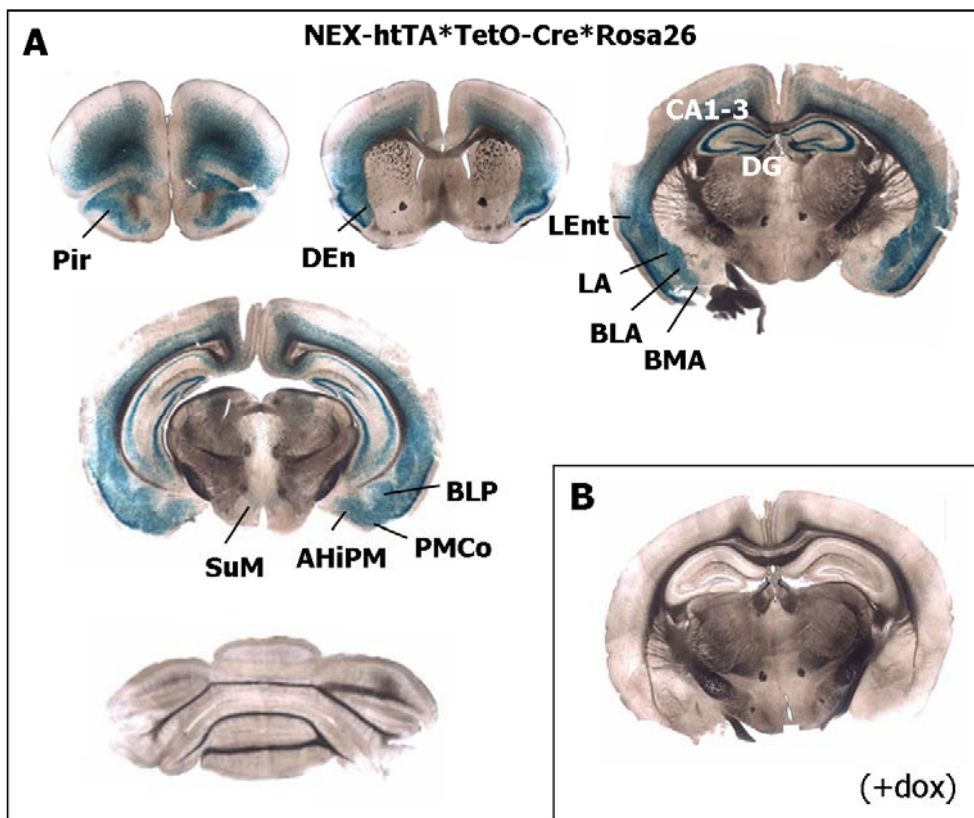 A
NEX-htTA*TetO-Cre*Rosa26
Pir
DEn
CA1-3
DG
LEnt
LA
BLA
BMA
BLP
PMCo
AHiPM
SuM
B
(+dox)